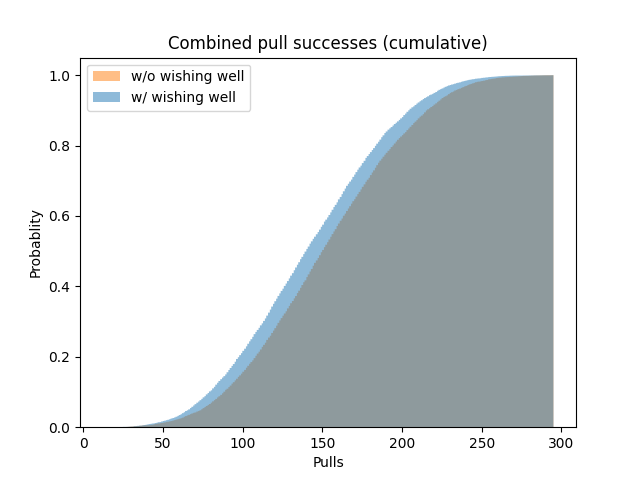 Combined pull successes (cumulative)
w/o wishing well
w/ wishing well
1.0
0.8
0.6
0.4
0.2
0.0
Probablity
0 50 100 150 200 250 300
Pulls